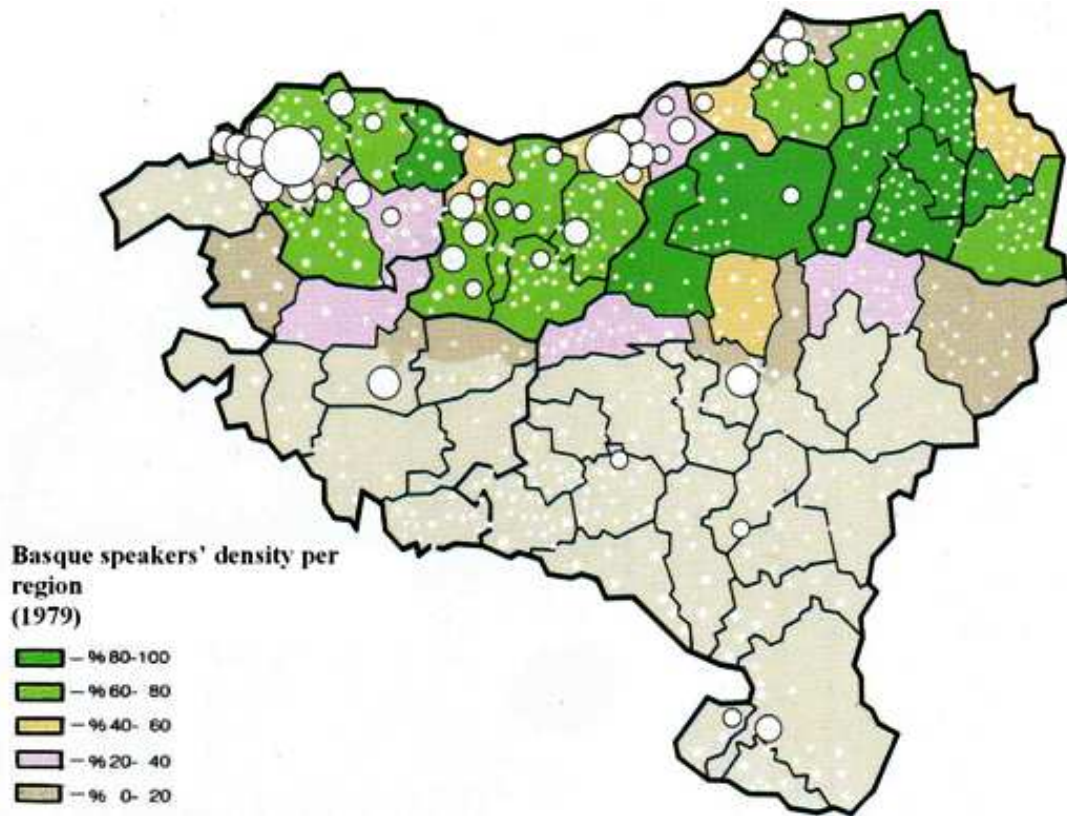 Basque speakers' density per
region
(1979)
– % 80-100
– % 60- 80
– % 40- 60
– % 20- 40
– % 0- 20